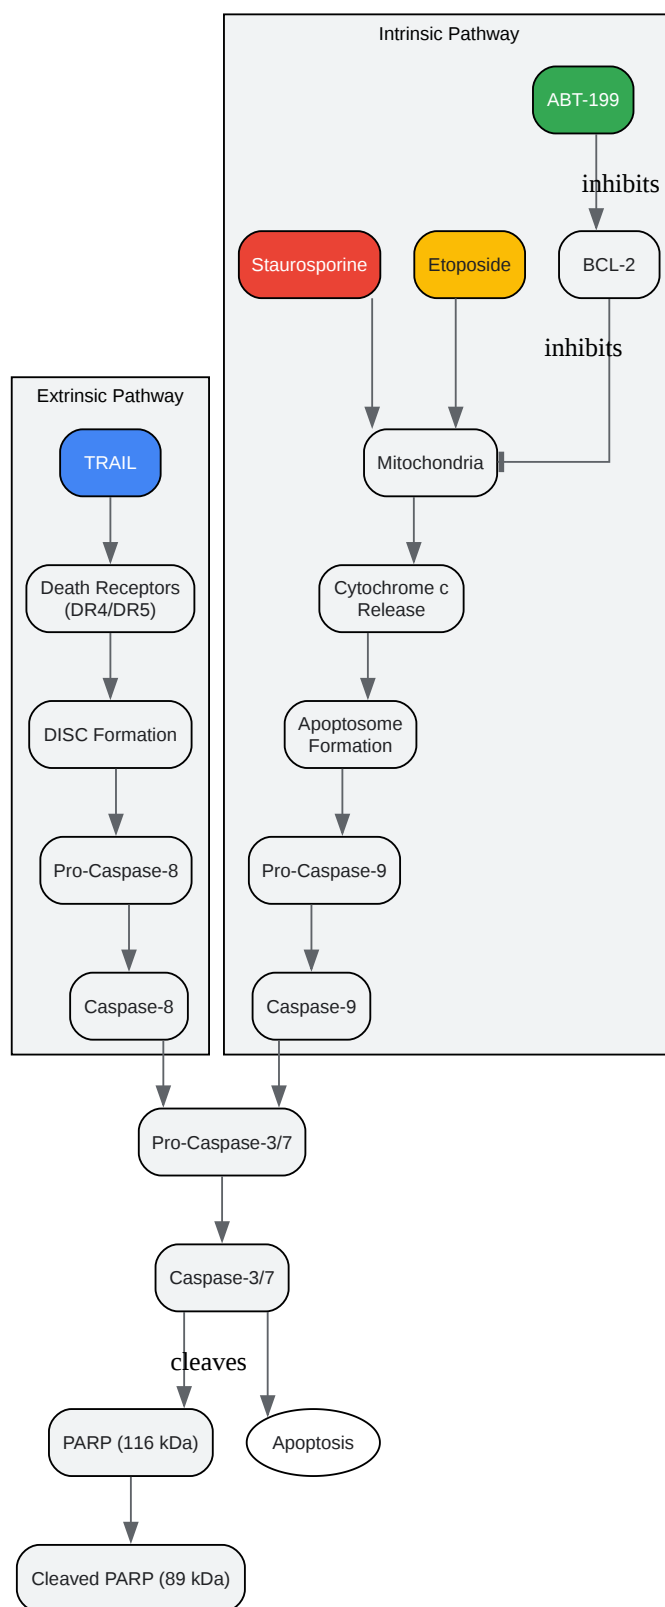 Intrinsic Pathway
ABT-199
inhibits
Staurosporine
Etoposide
BCL-2
inhibits
Extrinsic Pathway
TRAIL
Mitochondria
Death Receptors
(DR4/DR5)
Cytochrome c
Release
DISC Formation
Apoptosome
Formation
Pro-Caspase-8
Pro-Caspase-9
Caspase-8
Caspase-9
Pro-Caspase-3/7
Caspase-3/7
cleaves
PARP (116 kDa)
Apoptosis
Cleaved PARP (89 kDa)